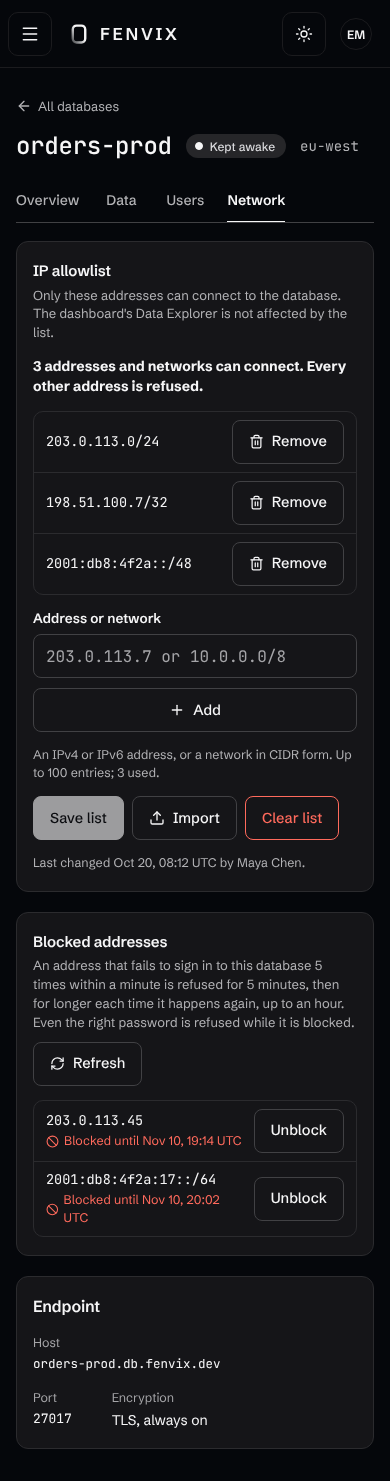 FENVIX
EM
All databases
orders-prod
Kept awake
eu-west
Overview
Data
Users
Network
IP allowlist
Only these addresses can connect to the database.
The dashboard's Data Explorer is not affected by the
list.
3 addresses and networks can connect. Every
other address is refused.
203.0.113.0/24
Remove
198.51.100.7/32
Remove
2001:db8:4f2a::/48
Remove
Address or network
203.0.113.7 or 10.0.0.0/8
Add
An IPv4 or IPv6 address, or a network in CIDR form. Up
to 100 entries; 3 used.
Save list
Import
Clear list
Last changed Oct 20, 08:12 UTC by Maya Chen.
Blocked addresses
An address that fails to sign in to this database 5
times within a minute is refused for 5 minutes, then
for longer each time it happens again, up to an hour.
Even the right password is refused while it is blocked.
Refresh
203.0.113.45
Blocked until Nov 10, 19:14 UTC
Unblock
2001:db8:4f2a:17::/64
Blocked until Nov 10, 20:02
UTC
Unblock
Endpoint
Host
orders-prod.db.fenvix.dev
Port
Encryption
27017
TLS, always on